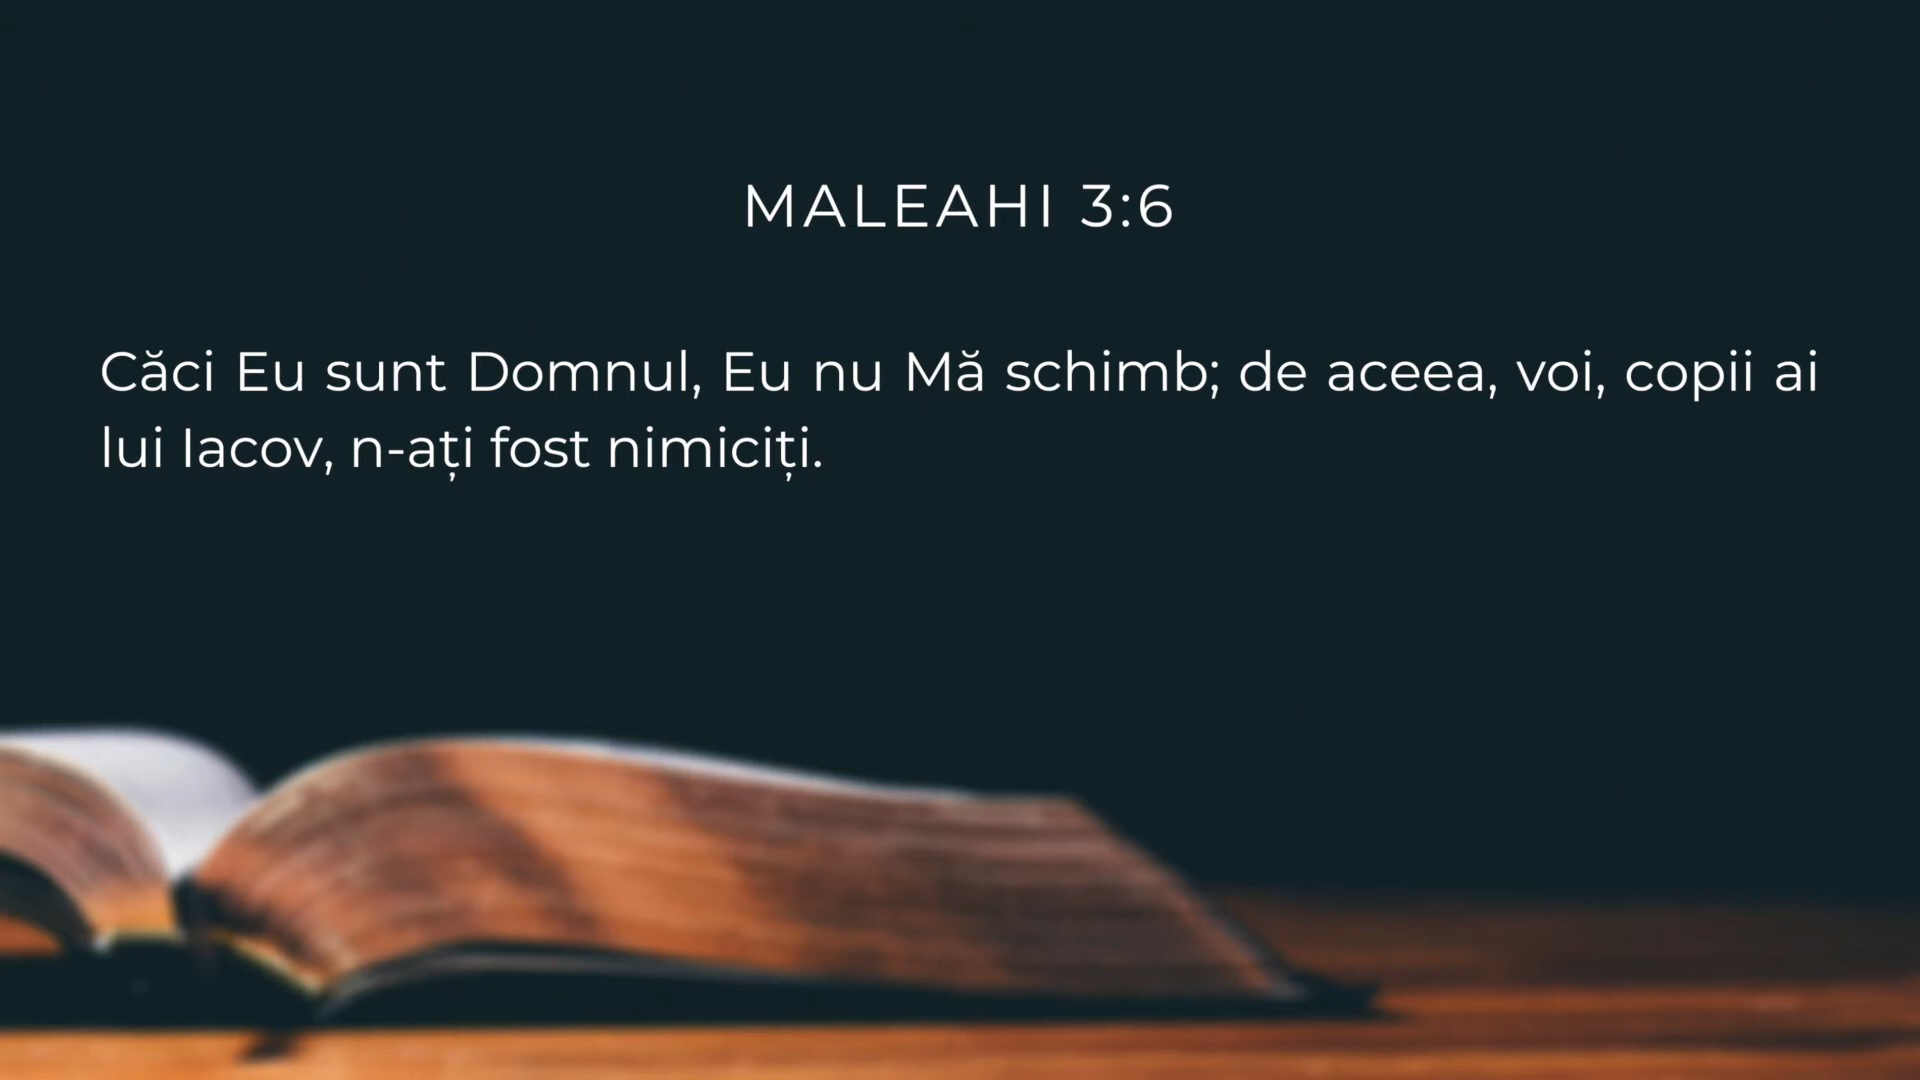 MALEAHI 3:6
Căci Eu sunt Domnul, Eu nu Mă schimb; de aceea, voi, copii ai
lui Iacov, n-ați fost nimiciți.